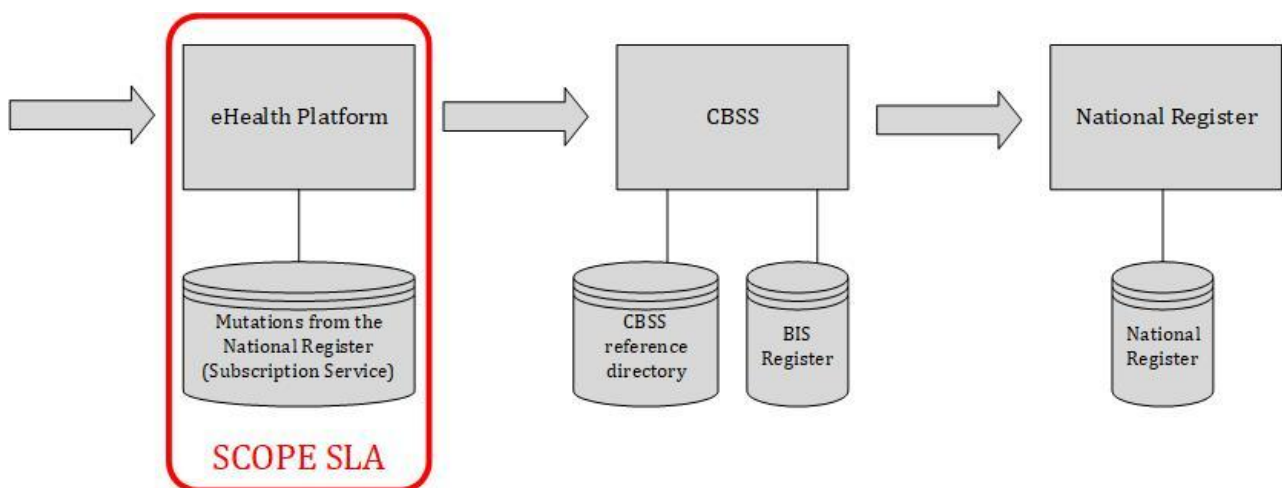 eHealth Platform
CBSS
National Register
Mutations from the
National Register
(Subscription Service)
CBSS
reference
directory
BIS
Register
National
Register
SCOPE SLA